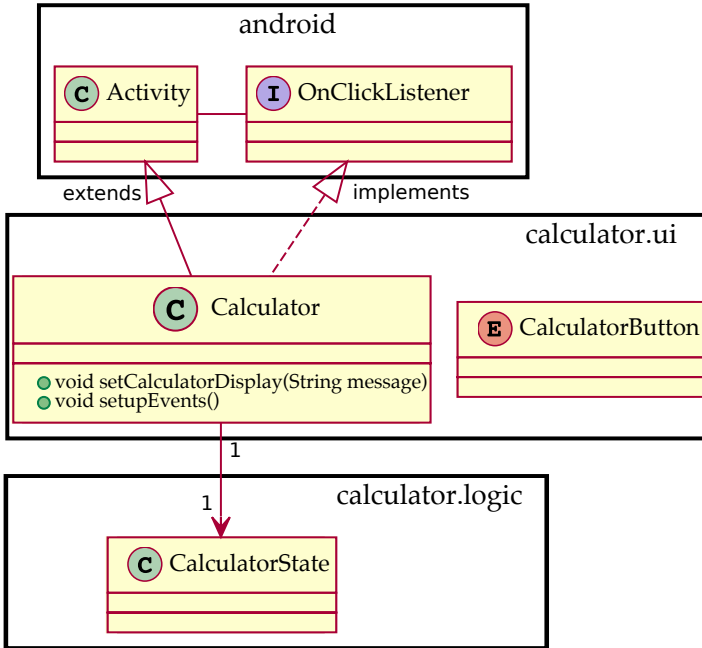 android
C Activity
I OnClickListener
extends
implements
calculator.ui
C Calculator
E CalculatorButton
void setCalculatorDisplay(String message)
void setupEvents()
1
1
calculator.logic
C CalculatorState